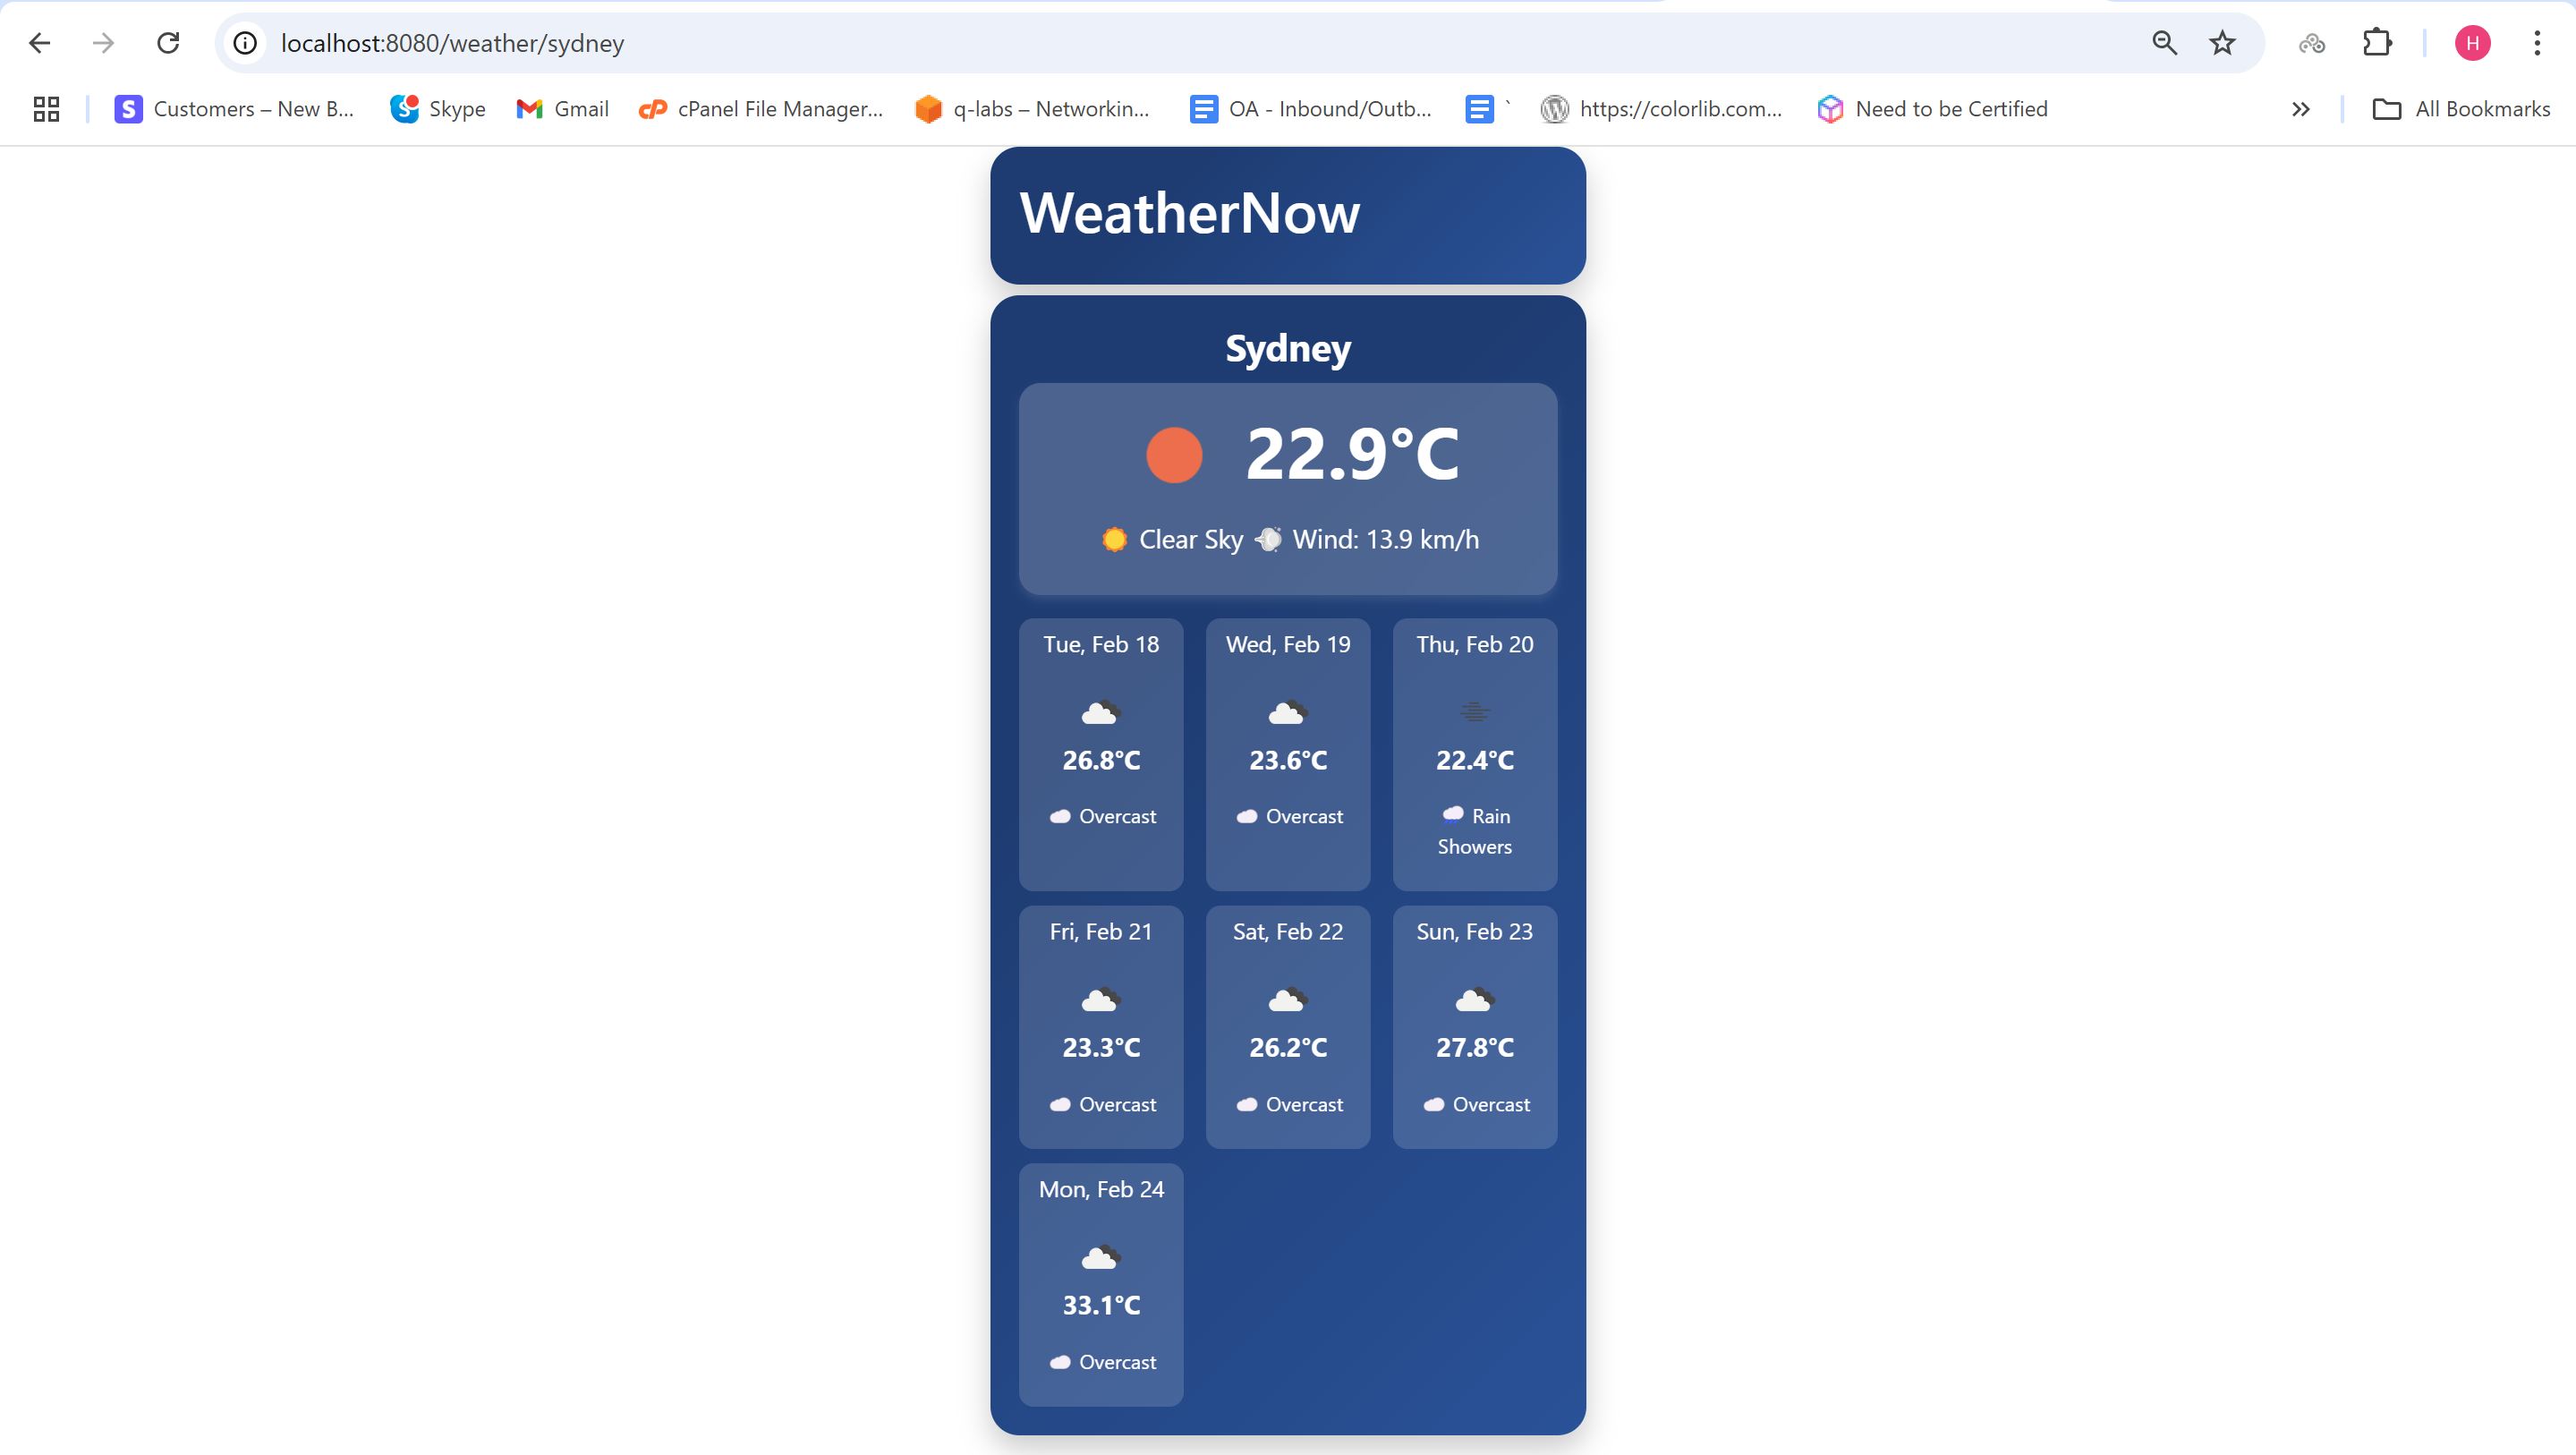 localhost:8080/weather/sydney
H
S Customers – New B...
S Skype
Gmail
cP cPanel File Manager...
q-labs – Networkin...
OA - Inbound/Outb...
`
https://colorlib.com...
Need to be Certified
All Bookmarks
WeatherNow
Sydney
22.9°C
Clear Sky Wind: 13.9 km/h
Tue, Feb 18
26.8°C
Overcast
Wed, Feb 19
23.6°C
Overcast
Thu, Feb 20
22.4°C
Rain
Showers
Fri, Feb 21
23.3°C
Overcast
Sat, Feb 22
26.2°C
Overcast
Sun, Feb 23
27.8°C
Overcast
Mon, Feb 24
33.1°C
Overcast